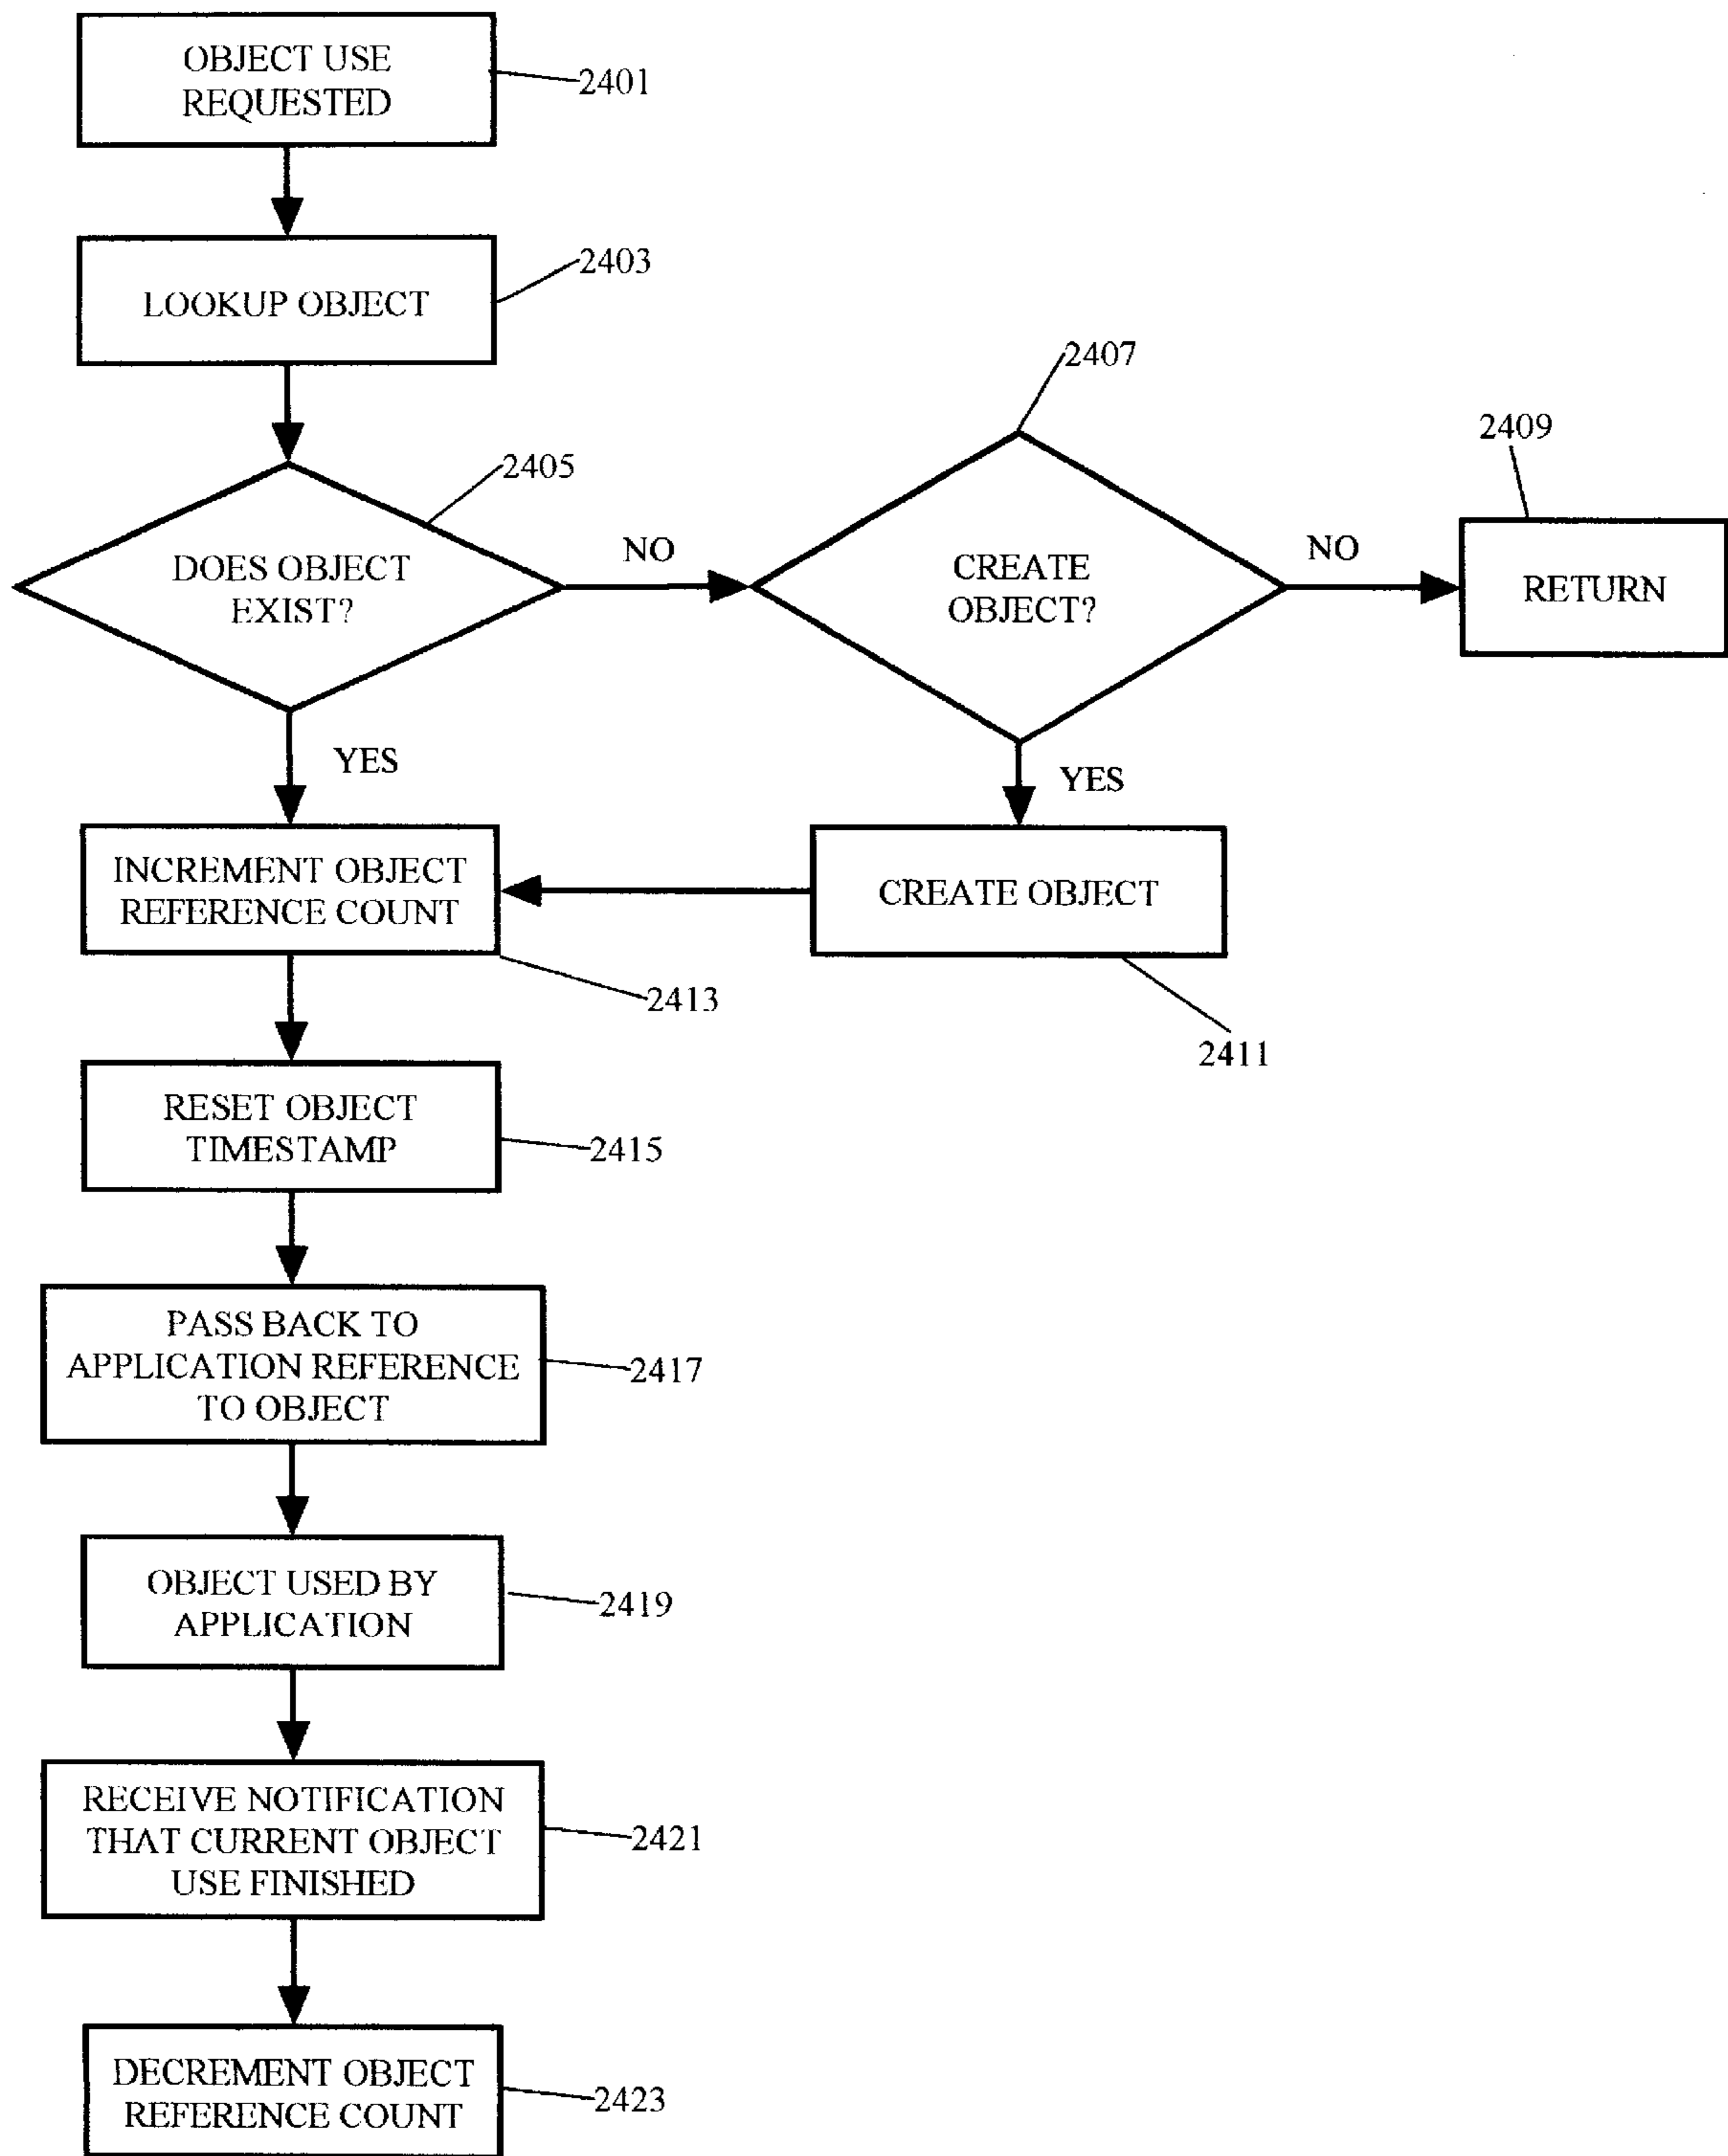 OBJECT USE
REQUESTED
2401
LOOKUP OBJECT
2403
DOES OBJECT
EXIST?
2405
NO
CREATE
OBJECT?
2407
NO
RETURN
2409
YES
YES
INCREMENT OBJECT
REFERENCE COUNT
2413
CREATE OBJECT
2411
RESET OBJECT
TIMESTAMP
2415
PASS BACK TO
APPLICATION REFERENCE
TO OBJECT
2417
OBJECT USED BY
APPLICATION
2419
RECEIVE NOTIFICATION
THAT CURRENT OBJECT
USE FINISHED
2421
DECREMENT OBJECT
REFERENCE COUNT
2423